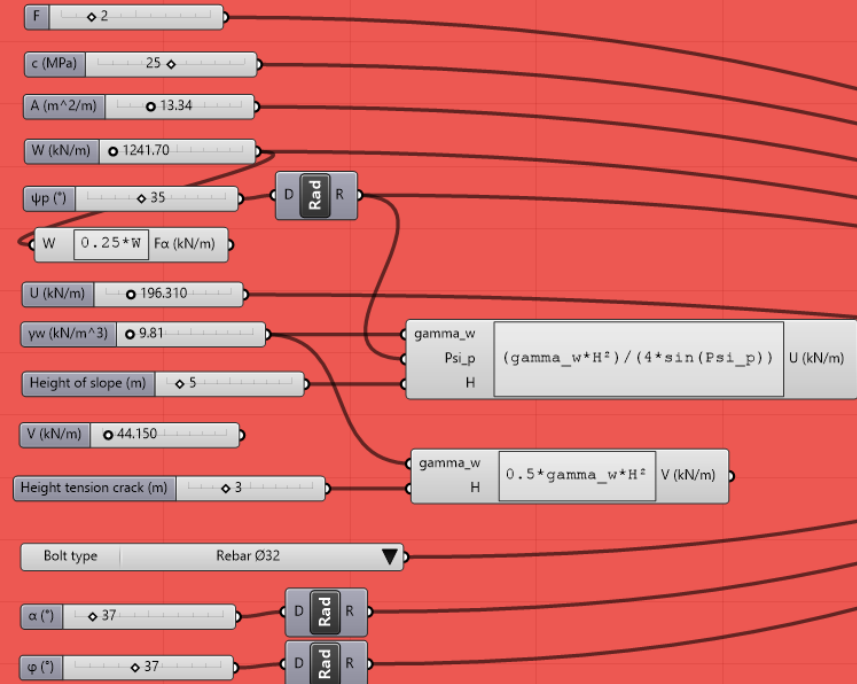 F 2
c (MPa) 25
A (m^2/m) 13.34
W (kN/m) 1241.70
ψp (°) 35
D Rad R
W 0.25*W Fα (kN/m)
U (kN/m) 196.310
γw (kN/m^3) 9.81
gamma_w
Psi_p
H
(gamma_w*H²)/(4*sin(Psi_p))
U (kN/m)
Height of slope (m) 5
V (kN/m) 44.150
gamma_w
H
0.5*gamma_w*H²
V (kN/m)
Height tension crack (m) 3
Bolt type Rebar Ø32
α (°) 37
D Rad R
φ (°) 37
D Rad R